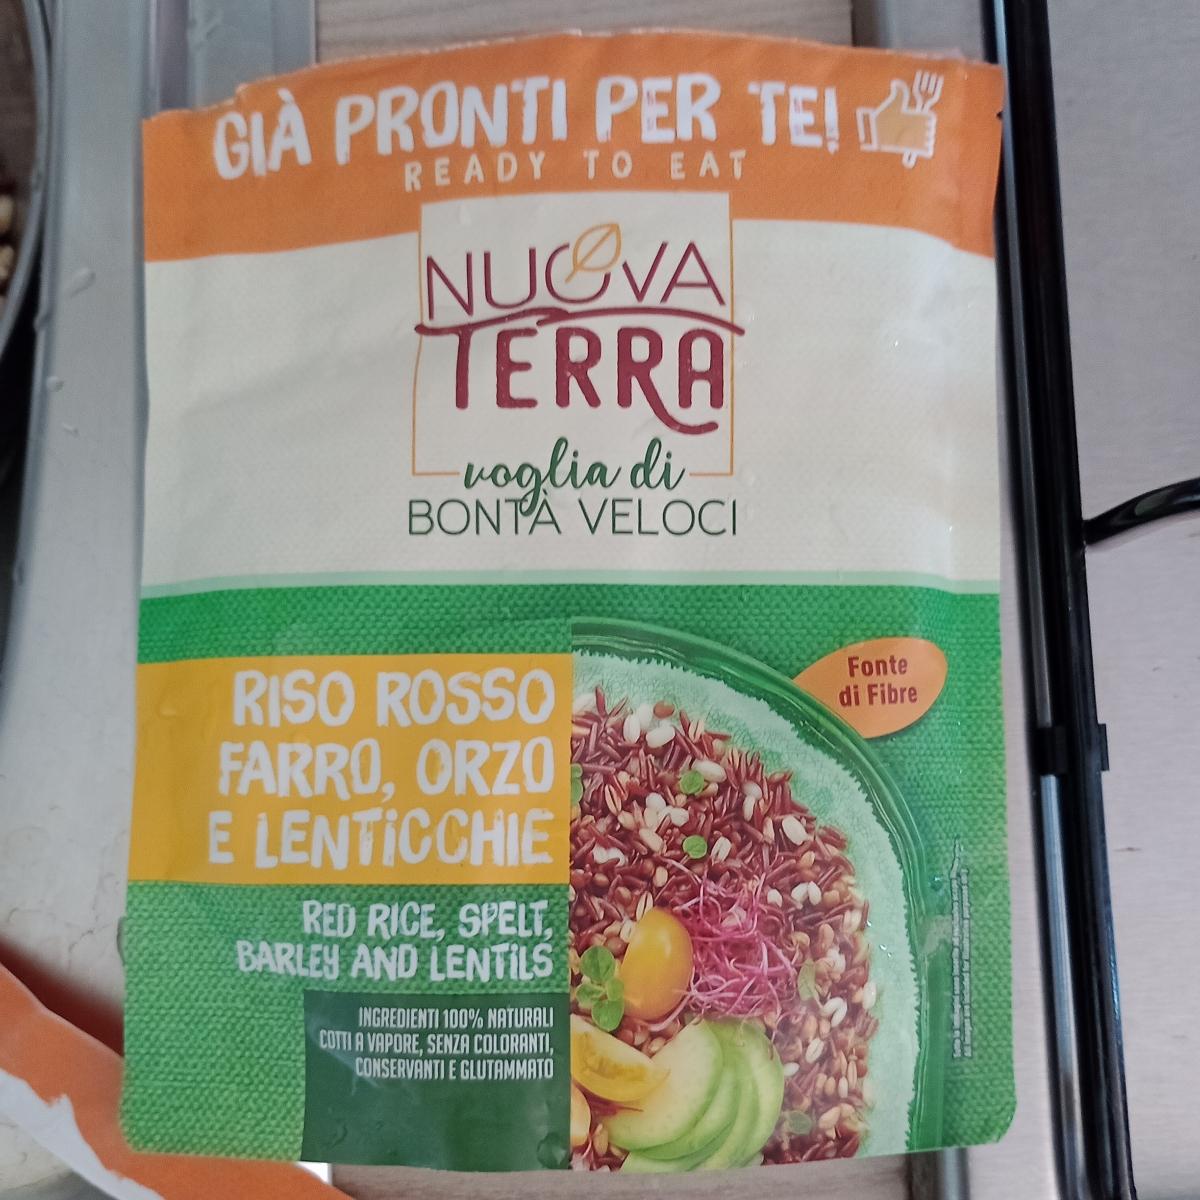 GIÀ PRONTI PER TE!
READY TO EAT
NUOVA
TERRA
voglia di
BONTÀ VELOCI
Fonte
di Fibre
RISO ROSSO
FARRO, ORZO
E LENTICCHIE
RED RICE, SPELT,
BARLEY AND LENTILS
INGREDIENTI 100% NATURALI
COTTI A VAPORE, SENZA COLORANTI,
CONSERVANTI E GLUTAMMATO